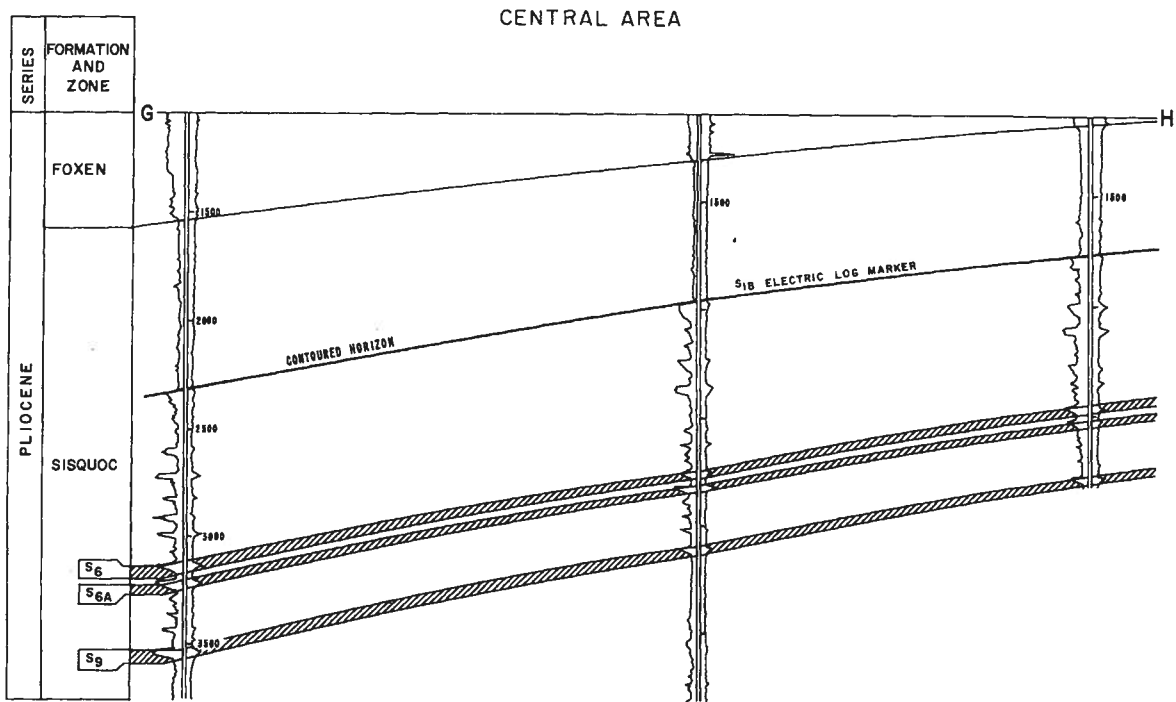 CENTRAL AREA
SERIES
FORMATION
AND
ZONE
G
H
FOXEN
1500
1500
1500
S1B ELECTRIC LOG MARKER
2000
CONTOURED HORIZON
2500
PLIOCENE
SISQUOC
3000
S6
S6A
3500
S9